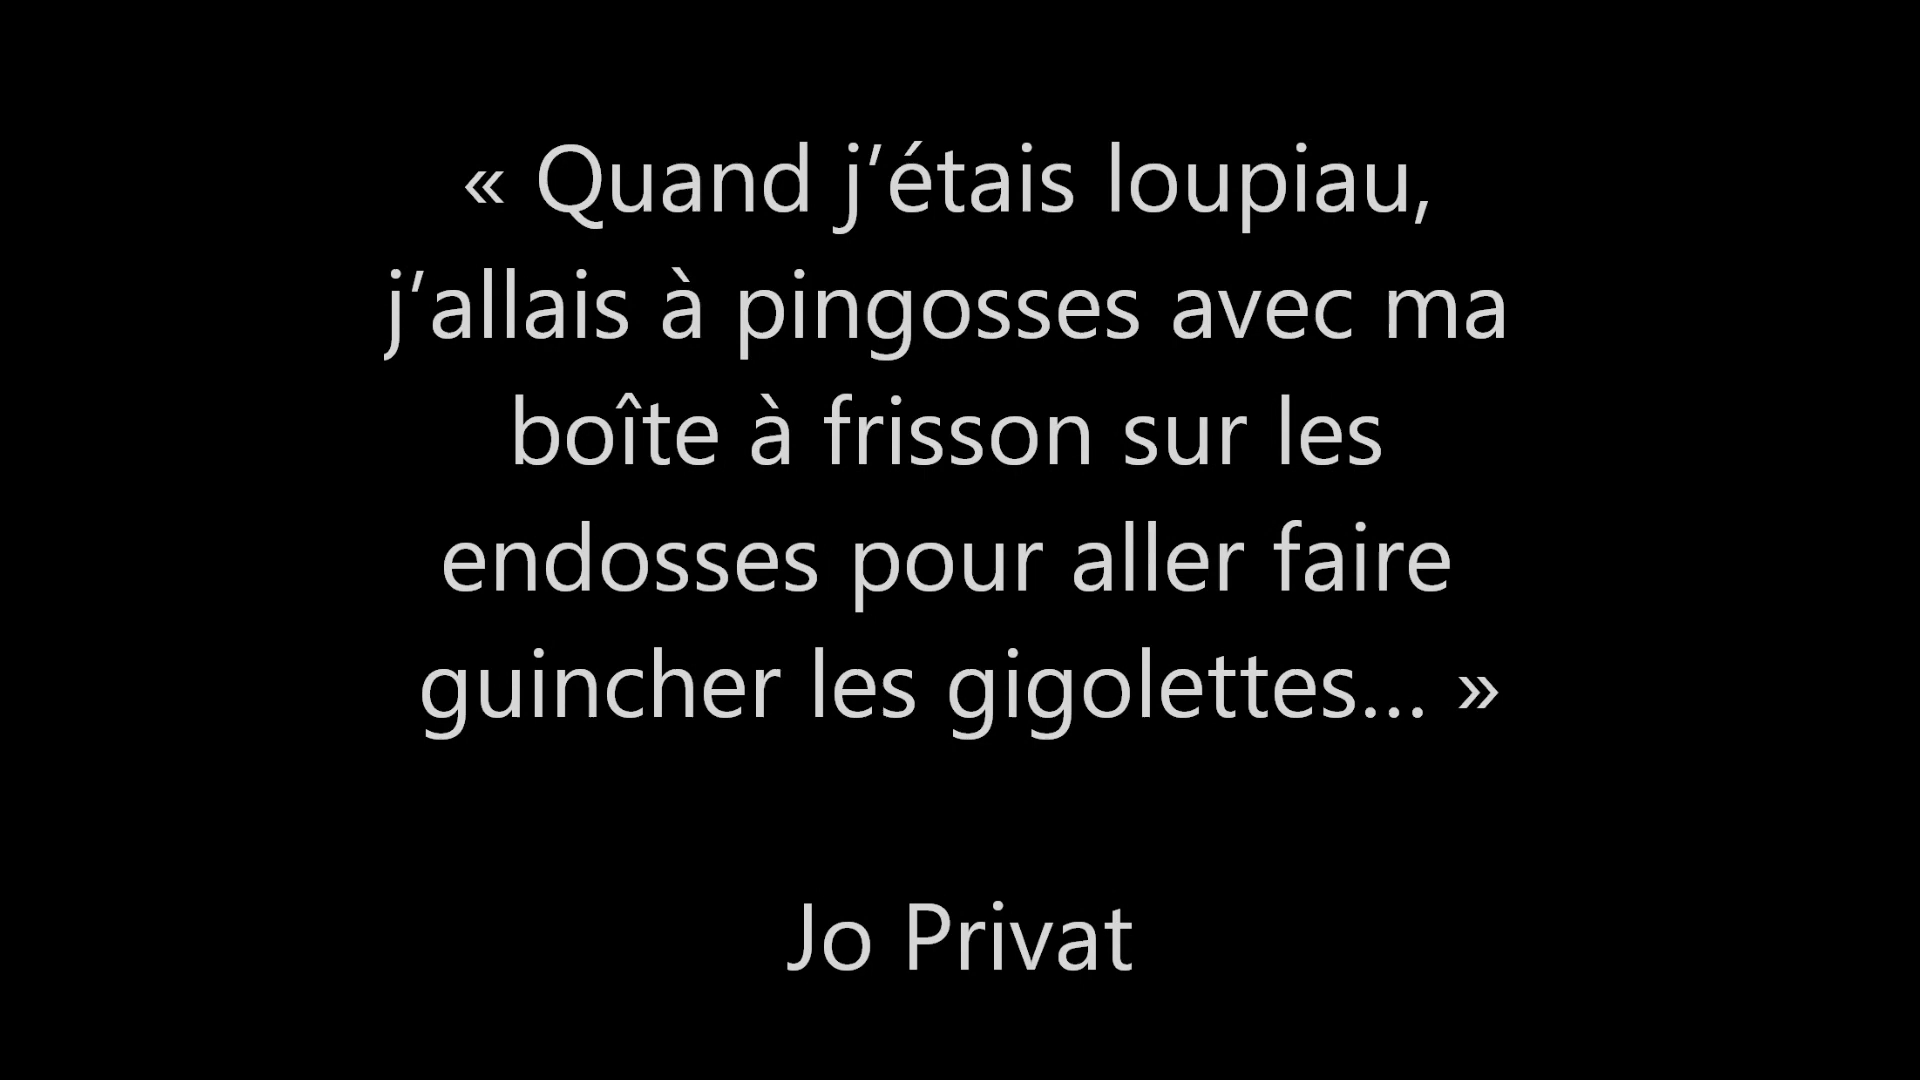 « Quand j’étais loupiau,
j’allais à pingosses avec ma
boîte à frisson sur les
endosses pour aller faire
guincher les gigolettes… »
Jo Privat